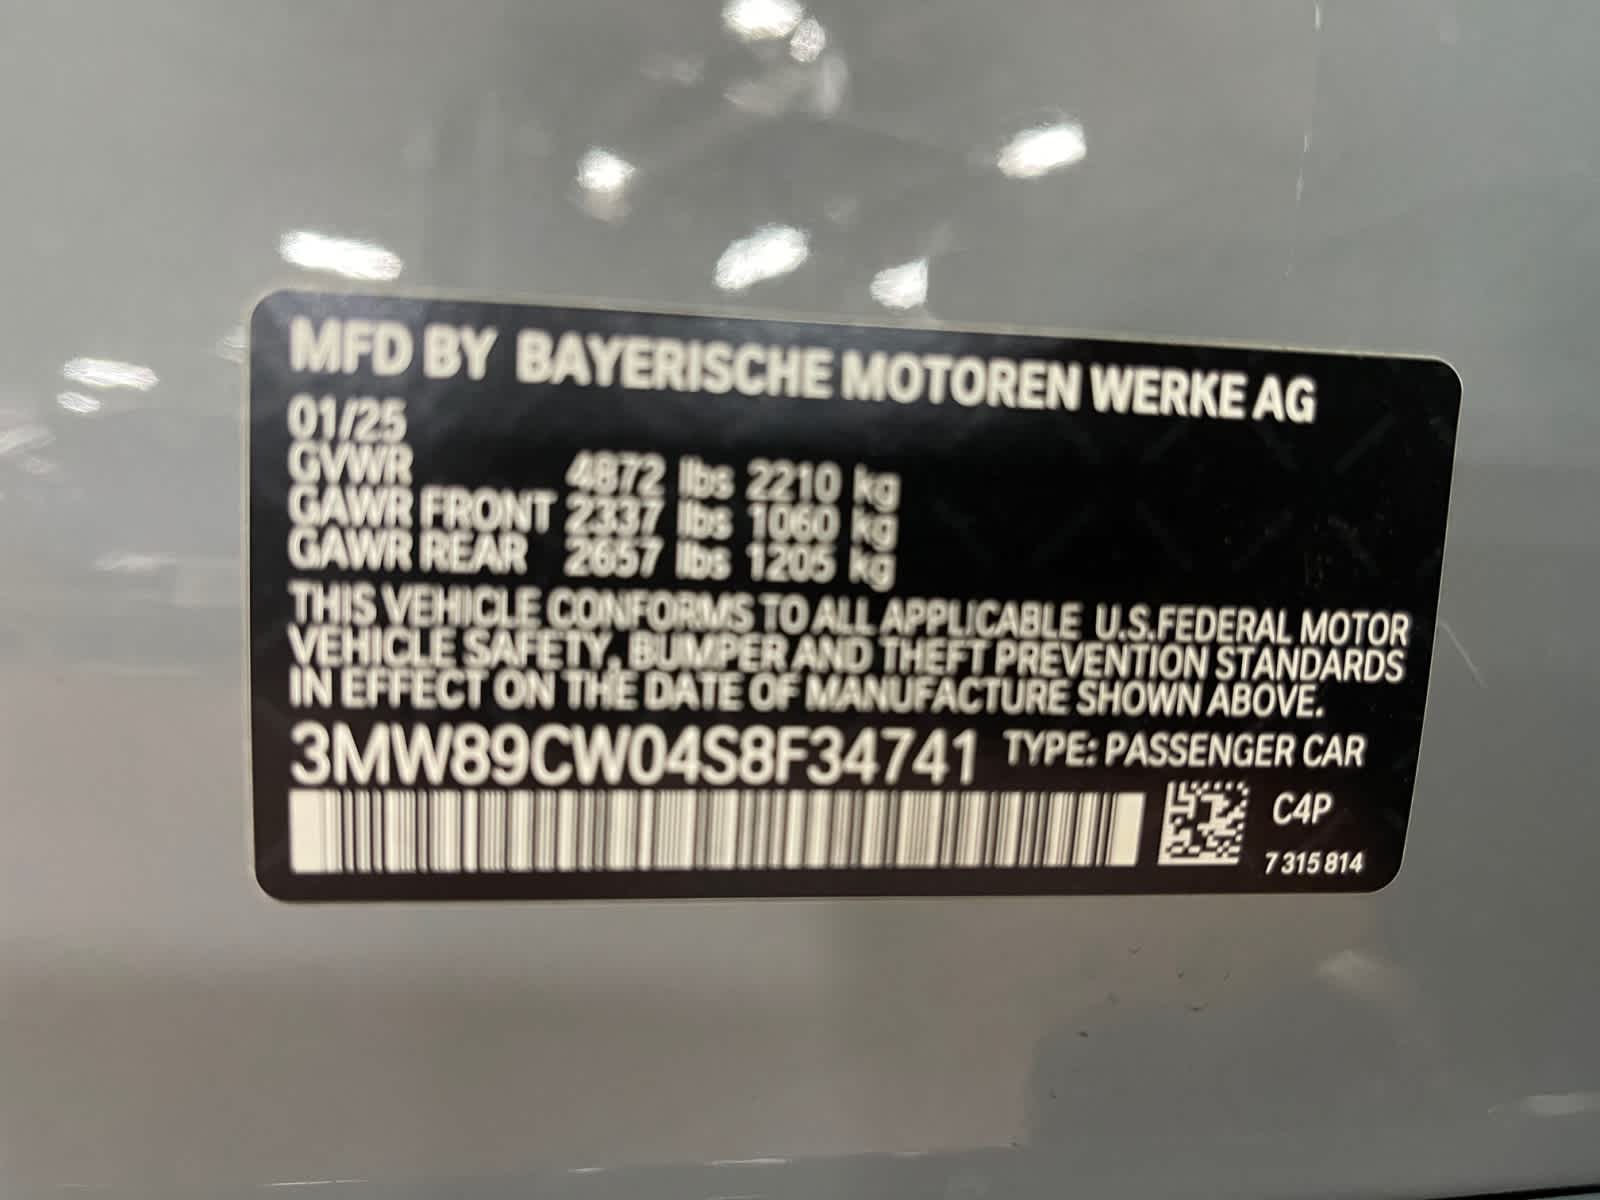 MFD BY BAYERISCHE MOTOREN WERKE AG
01/25
GVWR 4872 lbs 2210 kg
GAWR FRONT 2337 lbs 1060 kg
GAWR REAR 2657 lbs 1205 kg
THIS VEHICLE CONFORMS TO ALL APPLICABLE U.S.FEDERAL MOTOR
VEHICLE SAFETY, BUMPER AND THEFT PREVENTION STANDARDS
IN EFFECT ON THE DATE OF MANUFACTURE SHOWN ABOVE.
3MW89CW04S8F34741 TYPE: PASSENGER CAR
C4P
7 315 814